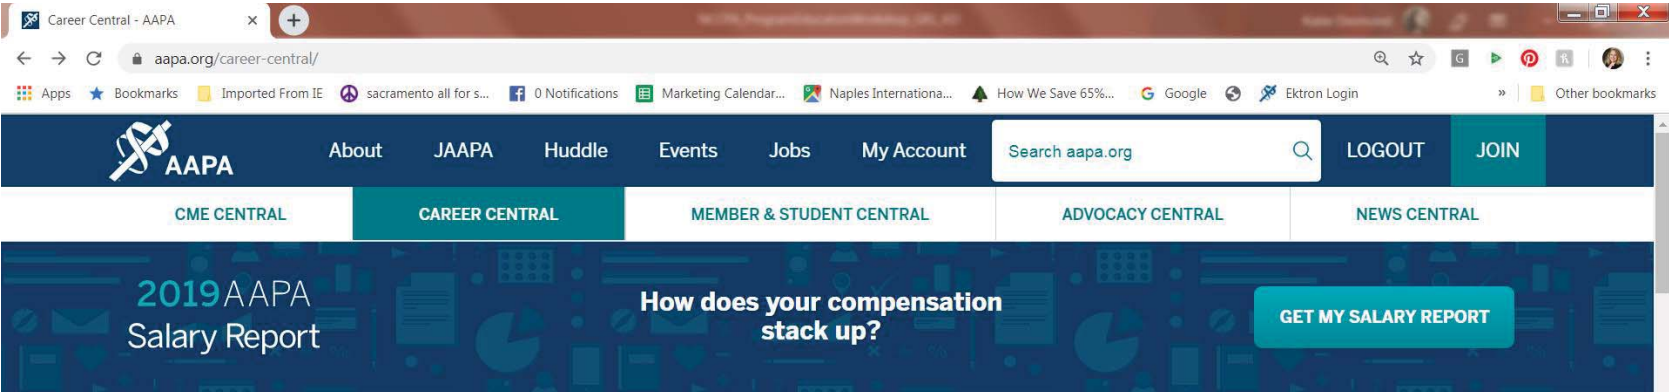 Career Central - AAPA
aapa.org/career-central/
Apps Bookmarks Imported From IE sacramento all for s... 0 Notifications Marketing Calendar... Naples Internationa... How We Save 65%... Google Ektron Login » Other bookmarks
AAPA About JAAPA Huddle Events Jobs My Account Search aapa.org LOGOUT JOIN
CME CENTRAL CAREER CENTRAL MEMBER & STUDENT CENTRAL ADVOCACY CENTRAL NEWS CENTRAL
2019 AAPA
Salary Report
How does your compensation
stack up?
GET MY SALARY REPORT